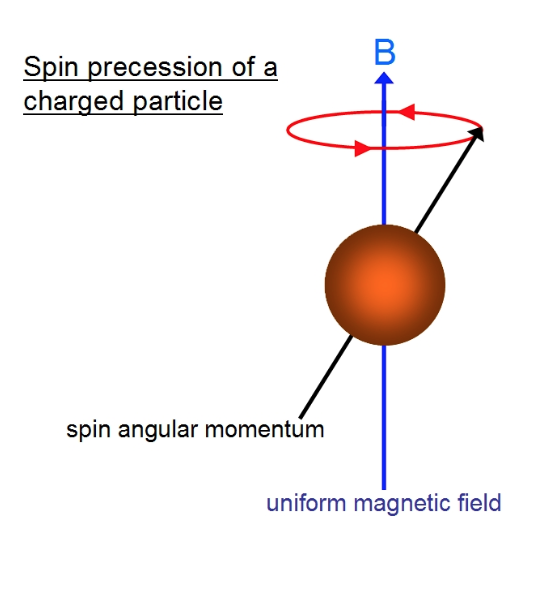 Spin precession of a
charged particle
B
spin angular momentum
uniform magnetic field